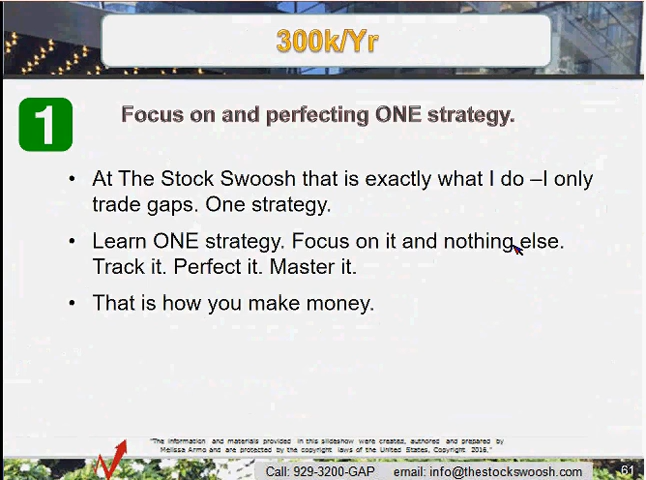 300k/Yr
1
Focus on and perfecting ONE strategy.
• At The Stock Swoosh that is exactly what I do –I only
trade gaps. One strategy.
• Learn ONE strategy. Focus on it and nothing else.
Track it. Perfect it. Master it.
• That is how you make money.
"The information and materials provided in this slideshow were created, authored and prepared by
Melissa Armo and are protected by the copyright laws of the United States, Copyright 2016."
Call: 929-3200-GAP email: info@thestockswoosh.com
61